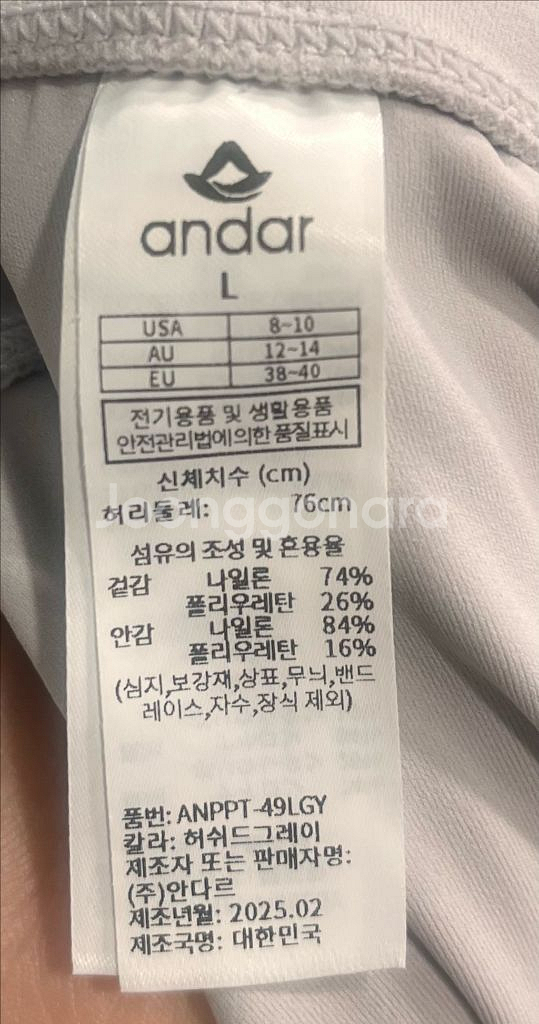 andar
L
USA 8~10
AU 12~14
EU 38~40
전기용품 및 생활용품
안전관리법에의한 품질표시
신체치수 (cm)
허리둘레: 76cm
Joonggonara
섬유의 조성 및 혼용율
겉감 나일론 74%
폴리우레탄 26%
안감 나일론 84%
폴리우레탄 16%
(심지,보강재,상표,무늬,밴드
레이스,자수,장식 제외)
품번: ANPPT-49LGY
칼라: 허쉬드그레이
제조자 또는 판매자명:
(주)안다르
제조년월: 2025.02
제조국명: 대한민국